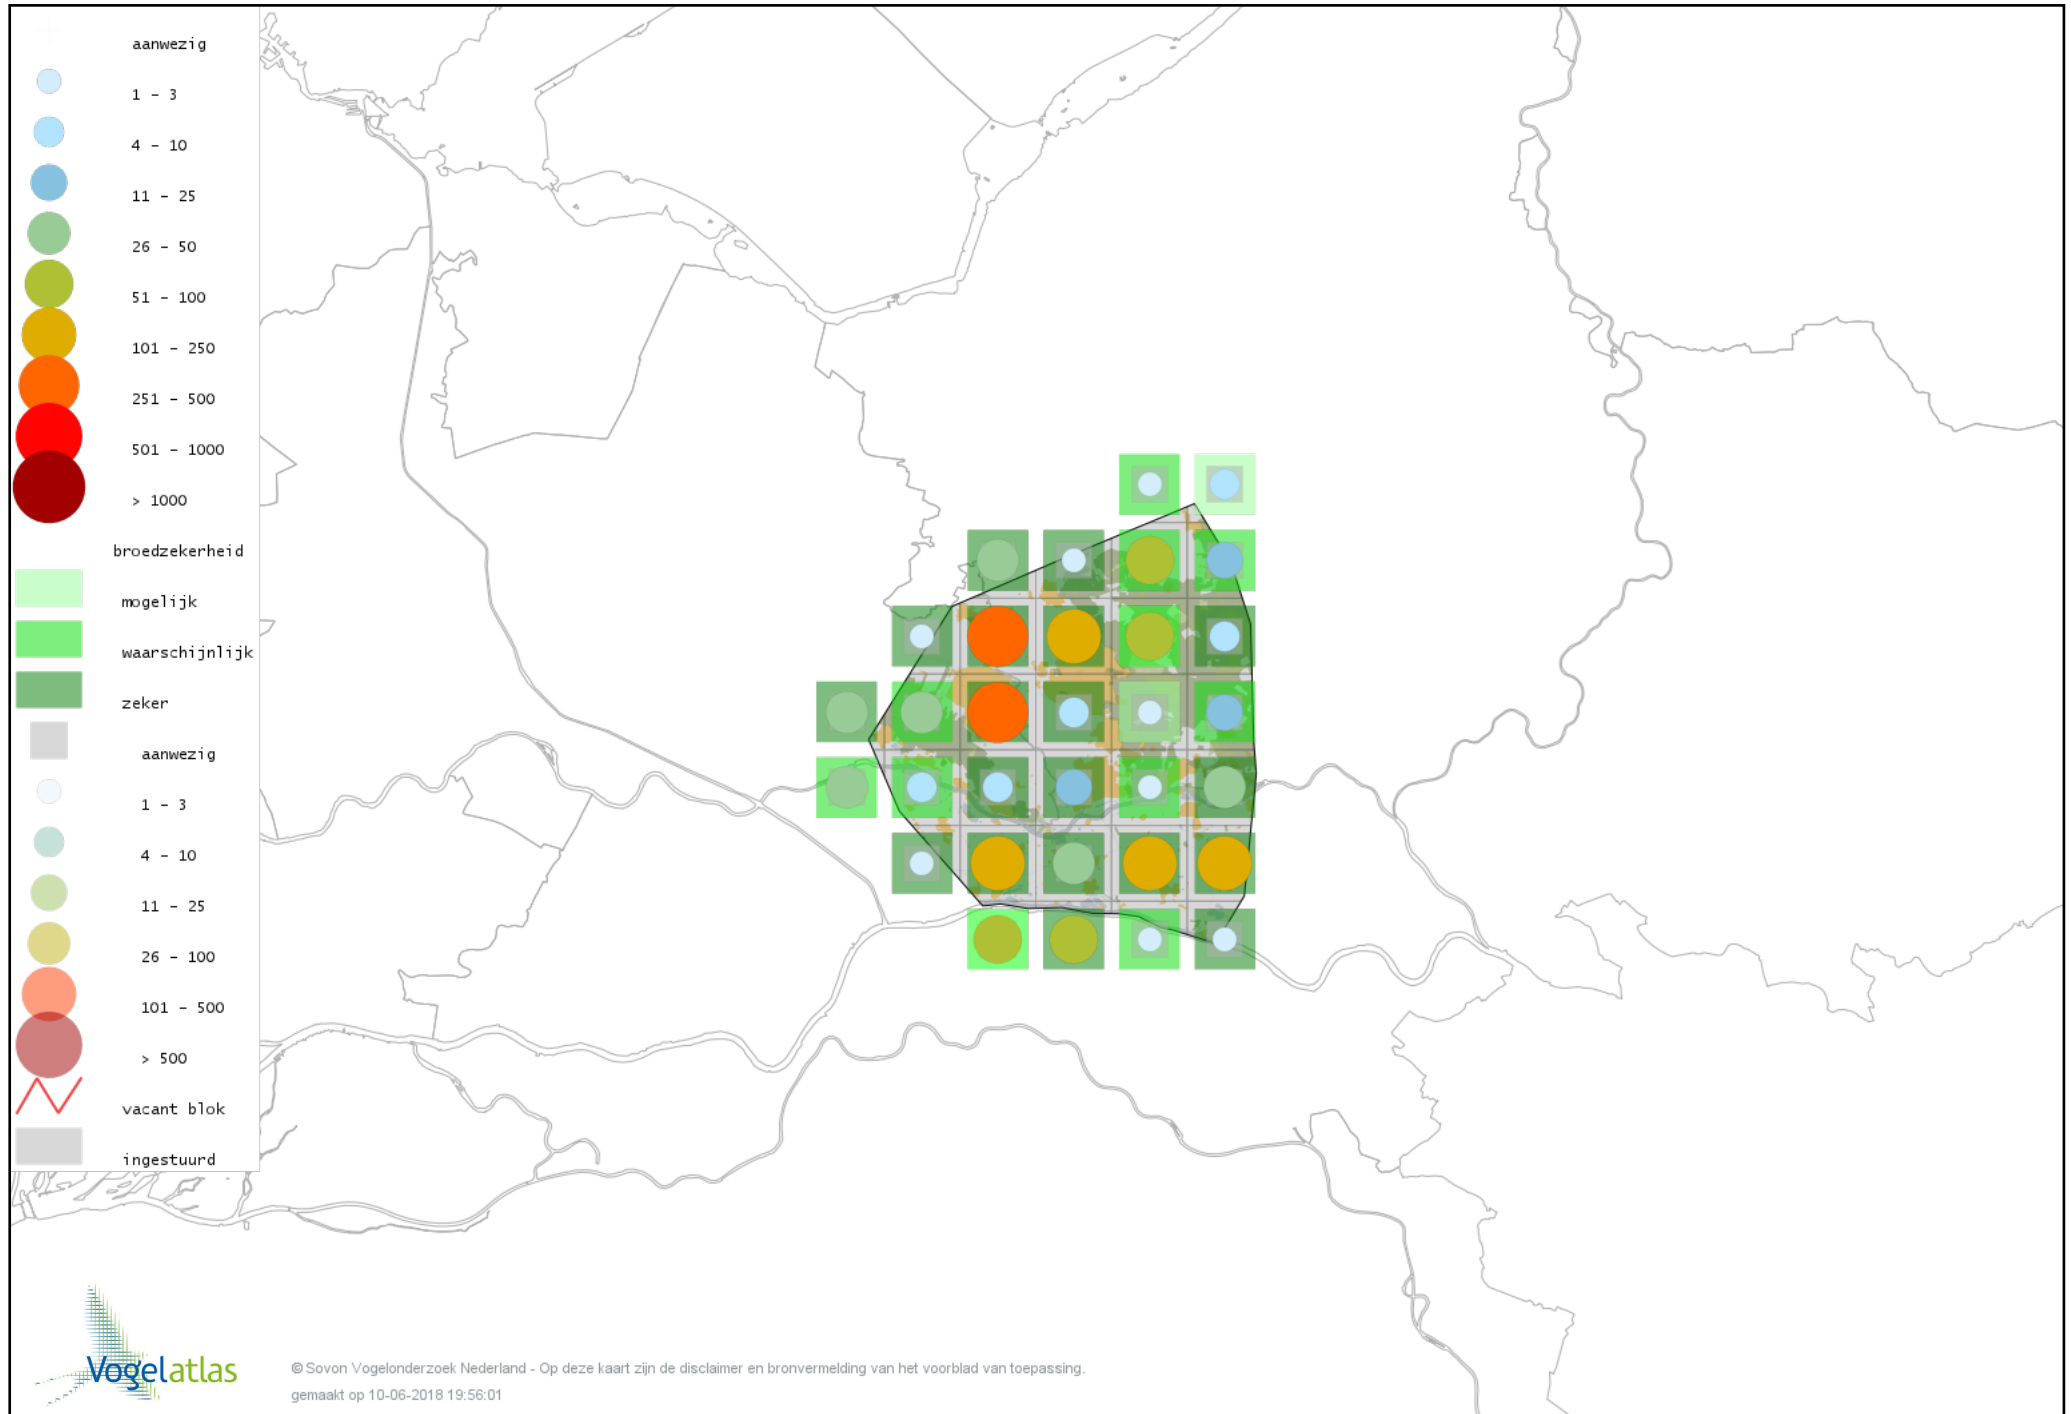 aanwezig
1 - 3
4 - 10
11 - 25
26 - 50
51 - 100
101 - 250
251 - 500
501 - 1000
> 1000
broedzekerheid
mogelijk
waarschijnlijk
zeker
aanwezig
1 - 3
4 - 10
11 - 25
26 - 100
101 - 500
> 500
vacant blok
ingestuurd
Vogelatlas
© Sovon Vogelonderzoek Nederland - Op deze kaart zijn de disclaimer en bronvermelding van het voorblad van toepassing.
gemaakt op 10-06-2018 19:56:01